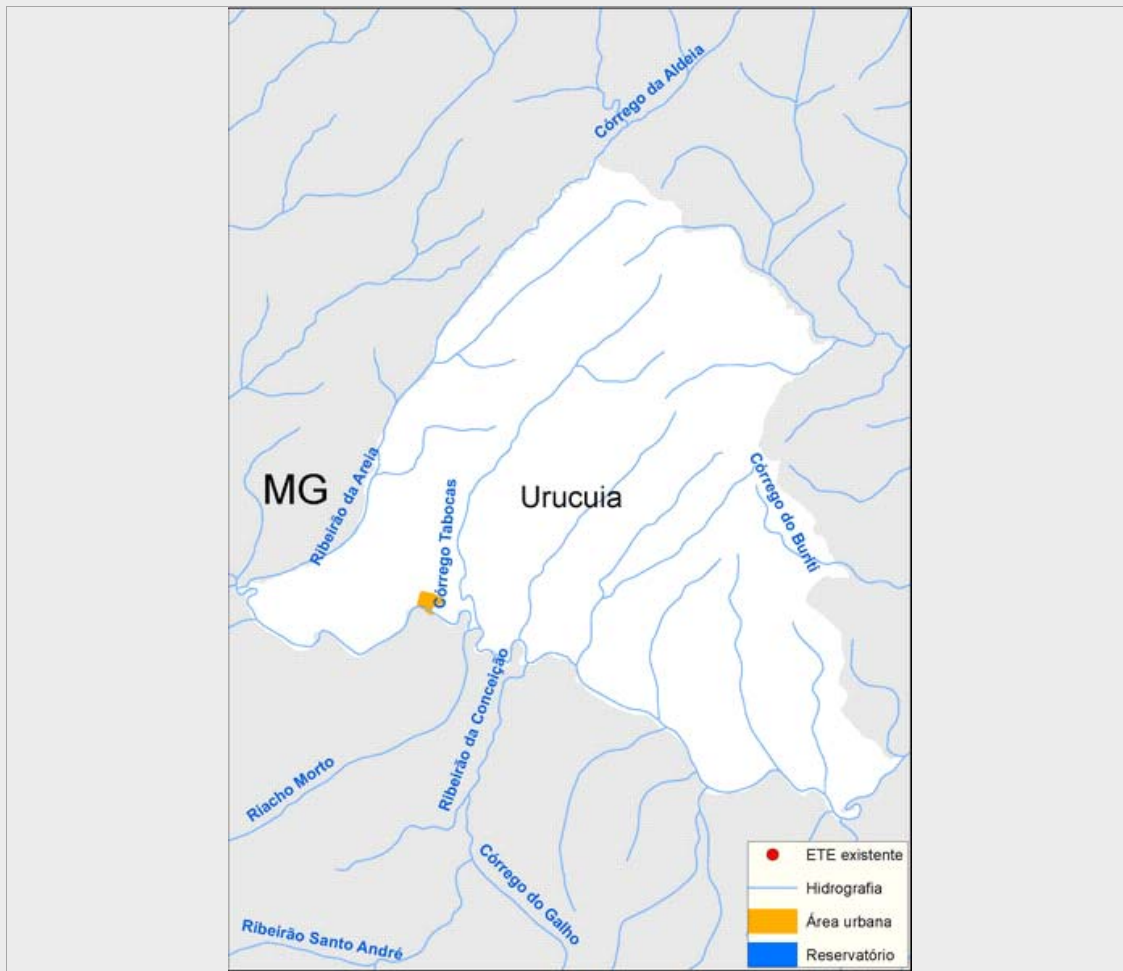 Córrego da Aldeia
MG
Ribeirão da Areia
Córrego Tabocas
Urucuia
Córrego do Buriti
Ribeirão da Conceição
Riacho Morto
Córrego do Galho
Ribeirão Santo André
ETE existente
Hidrografia
Área urbana
Reservatório